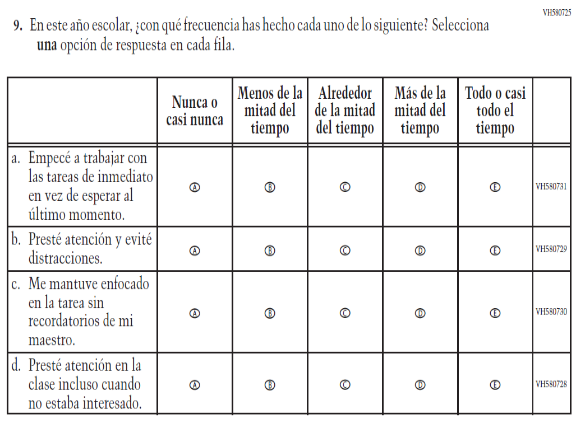 VH580725
9. En este año escolar, ¿con qué frecuencia has hecho cada uno de lo siguiente? Selecciona
una opción de respuesta en cada fila.
Nunca o
casi nunca
Menos de la
mitad del
tiempo
Alrededor
de la mitad
del tiempo
Más de la
mitad del
tiempo
Todo o casi
todo el
tiempo
a. Empecé a trabajar con
las tareas de inmediato
en vez de esperar al
último momento.
A B C D E VH580731
b. Presté atención y evité
distracciones.
A B C D E VH580729
c. Me mantuve enfocado
en la tarea sin
recordatorios de mi
maestro.
A B C D E VH580730
d. Presté atención en la
clase incluso cuando
no estaba interesado.
A B C D E VH580728